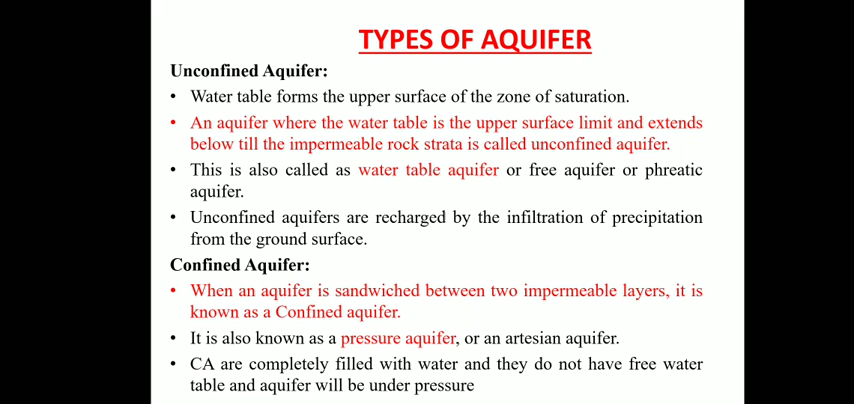 TYPES OF AQUIFER
Unconfined Aquifer:
• Water table forms the upper surface of the zone of saturation.
• An aquifer where the water table is the upper surface limit and extends
below till the impermeable rock strata is called unconfined aquifer.
• This is also called as water table aquifer or free aquifer or phreatic
aquifer.
• Unconfined aquifers are recharged by the infiltration of precipitation
from the ground surface.
Confined Aquifer:
• When an aquifer is sandwiched between two impermeable layers, it is
known as a Confined aquifer.
• It is also known as a pressure aquifer, or an artesian aquifer.
• CA are completely filled with water and they do not have free water
table and aquifer will be under pressure